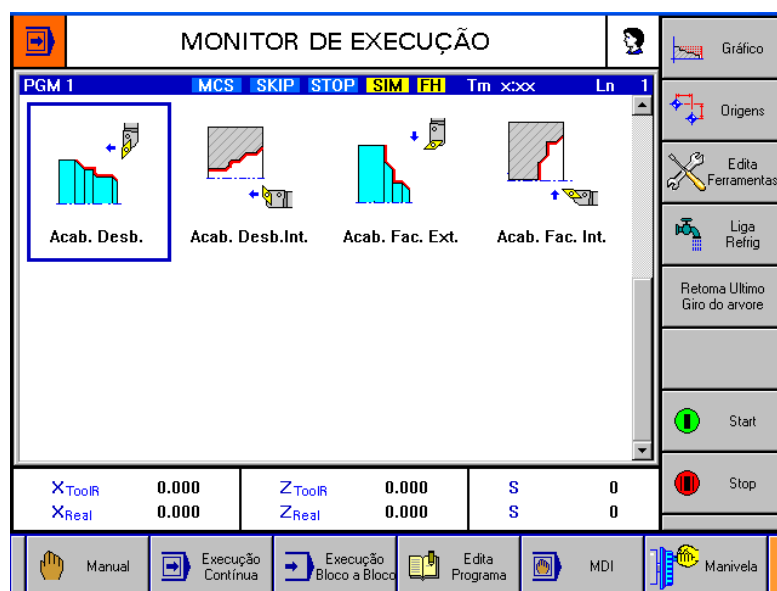 MONITOR DE EXECUÇÃO
PGM 1 MCS SKIP STOP SIM FH Tm x:xx Ln 1
Acab. Desb. Acab. Desb.Int. Acab. Fac. Ext. Acab. Fac. Int.
XToolR 0.000 ZToolR 0.000 S 0
XReal 0.000 ZReal 0.000 S 0
Gráfico
Origens
Edita
Ferramentas
Liga
Refrig
Retoma Ultimo
Giro do arvore
Start
Stop
Manual
Execução
Contínua
Execução
Bloco a Bloco
Edita
Programa
MDI
Manivela